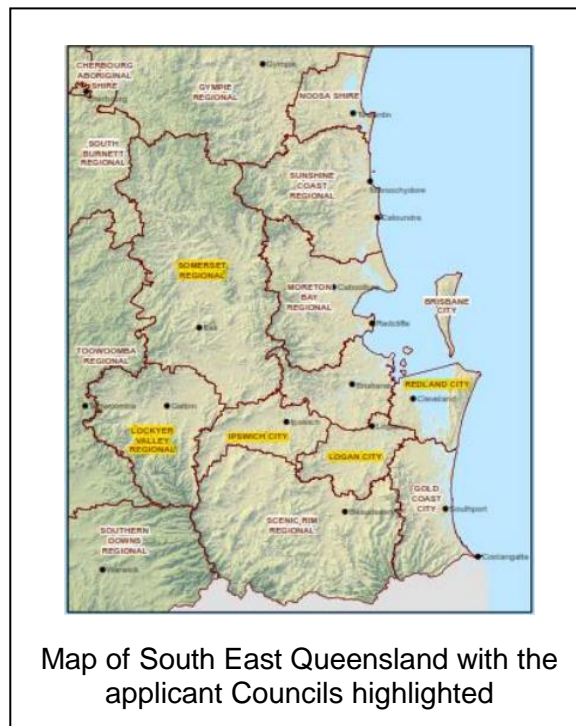 CHERBOURG
ABORIGINAL
SHIRE
Cherbourg
Gympie
GYMPIE
REGIONAL
NOOSA SHIRE
SOUTH
BURNETT
REGIONAL
SUNSHINE
COAST
REGIONAL
Caloundra
SOMERSET
REGIONAL
MORETON
BAY
REGIONAL
BRISBANE
CITY
Redcliffe
Esk
TOOWOOMBA
REGIONAL
Brisbane
REDLAND CITY
Cleveland
Gatton
LOCKYER
VALLEY
REGIONAL
Ipswich
IPSWICH CITY
LOGAN CITY
GOLD
COAST
CITY
Southport
SCENIC RIM
REGIONAL
Beaudesert
SOUTHERN
DOWNS
REGIONAL
Warwick
Coolangatta
Map of South East Queensland with the
applicant Councils highlighted